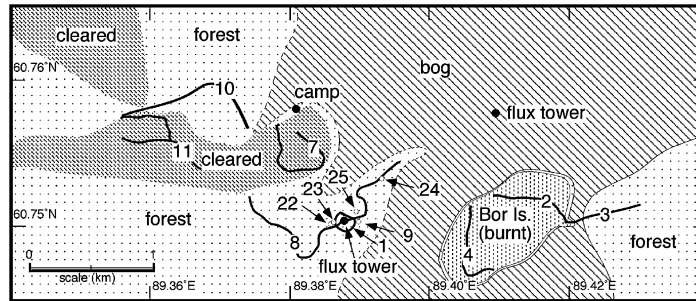 cleared
forest
60.76°N
bog
10
camp
flux tower
11
cleared
7
25
23
24
22
2
Bor Is.
(burnt)
3
60.75°N
forest
8
1
9
4
forest
flux tower
0
1
scale (km)
89.36°E
89.38°E
89.40°E
89.42°E